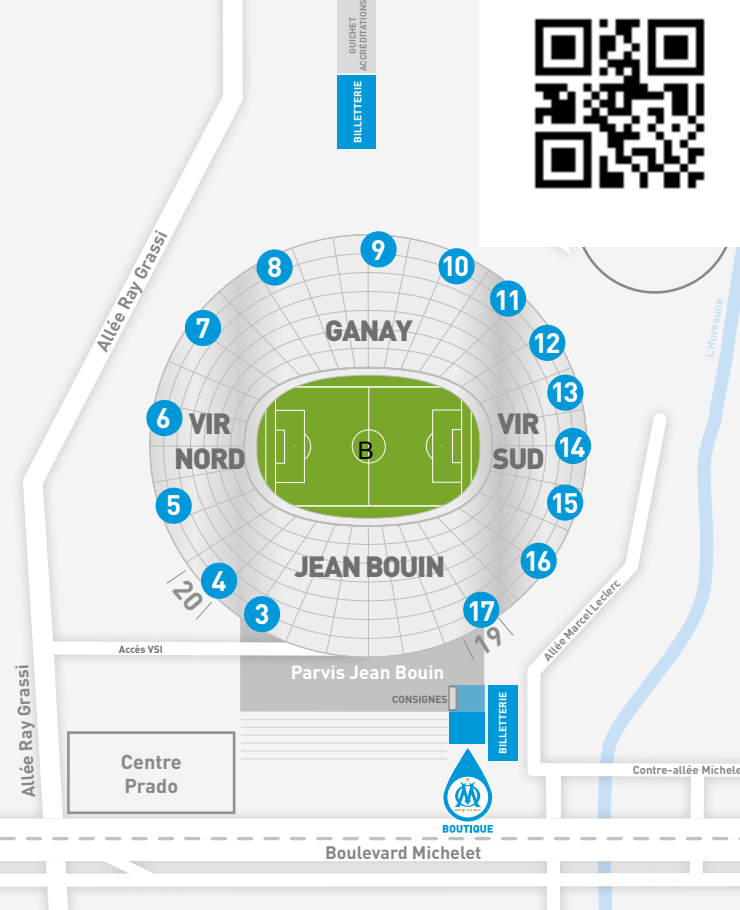 GUICHET
ACCRÉDITATIONS
BILLETTERIE
Allée Ray Grassi
8
9
10
11
7
GANAY
12
L'Huveaune
13
6
VIR
NORD
VIR
SUD
B
14
5
15
4
JEAN BOUIN
16
20
3
17
19
Allée Marcel Leclerc
Accès VSI
Parvis Jean Bouin
CONSIGNES
BILLETTERIE
Allée Ray Grassi
Centre
Prado
Contre-allée Michele
BOUTIQUE
Boulevard Michelet